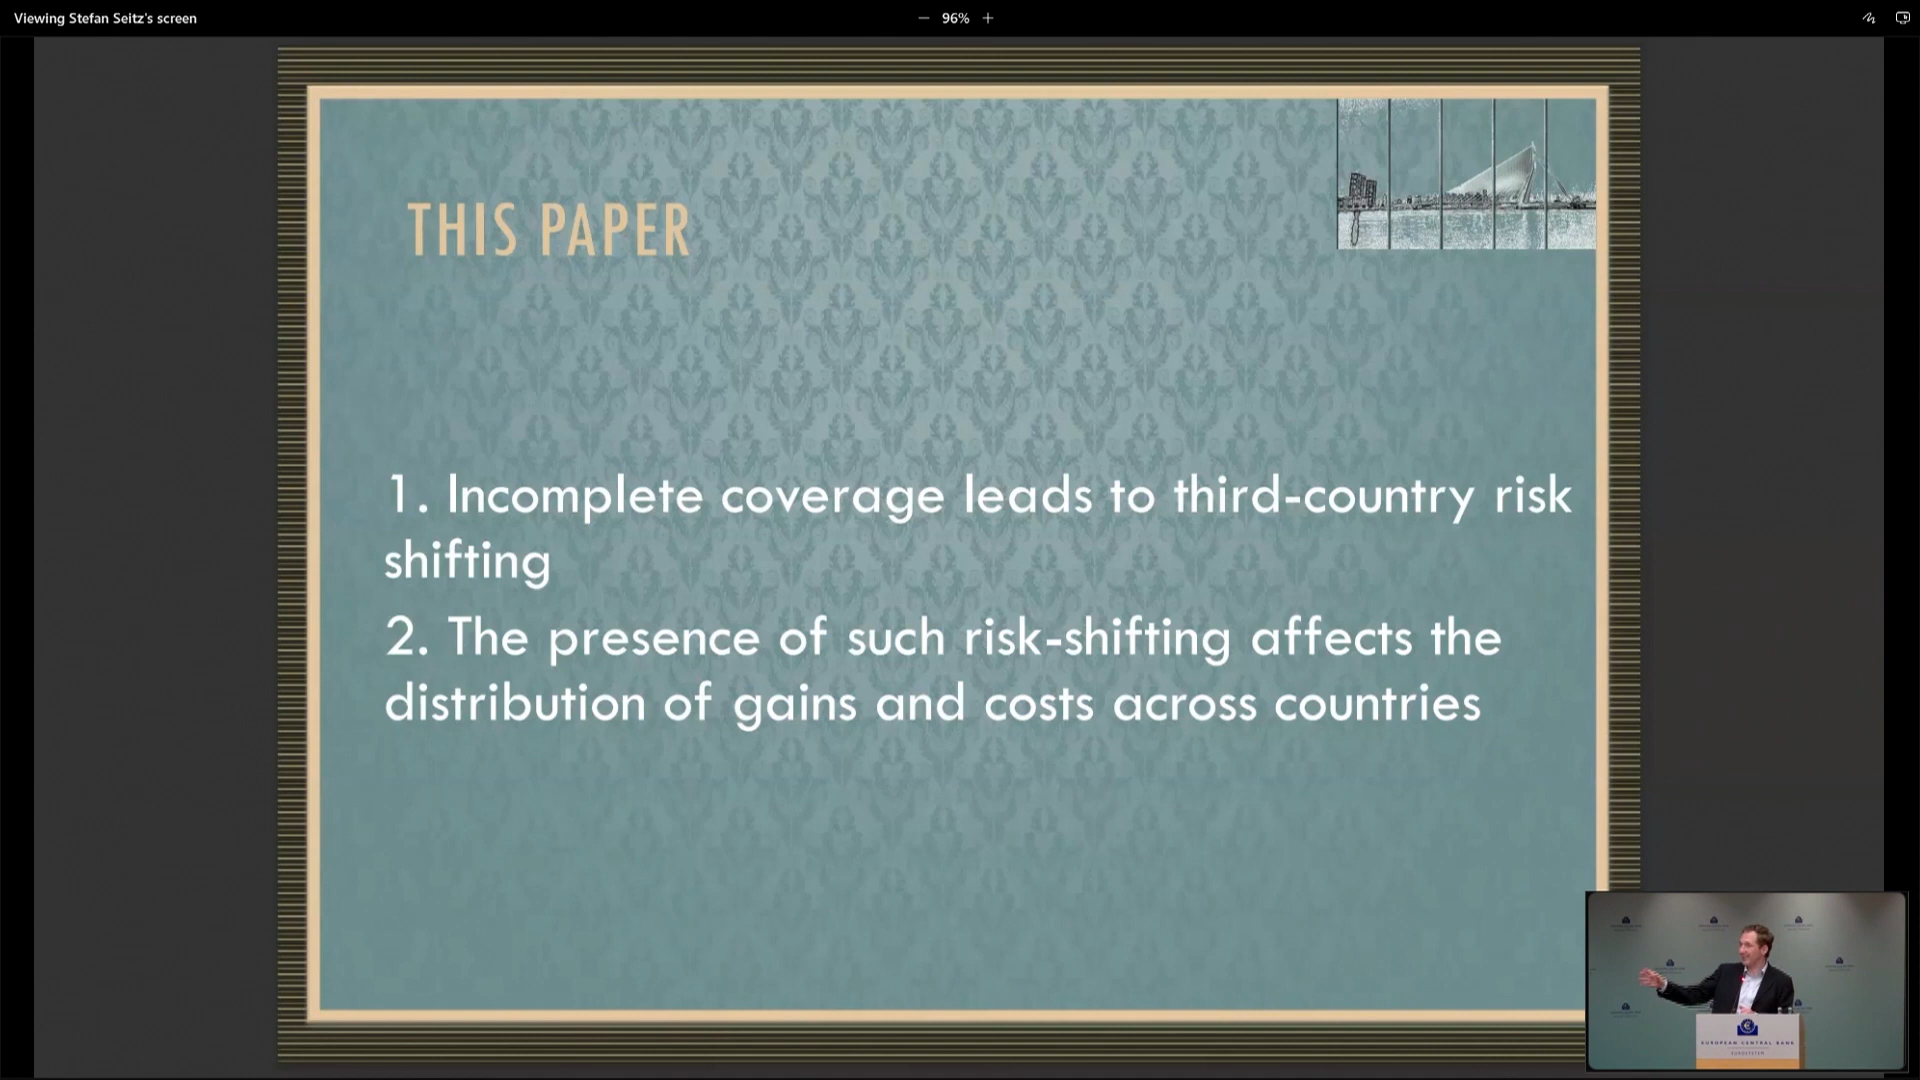 Viewing Stefan Seitz's screen
96%
THIS PAPER
1. Incomplete coverage leads to third-country risk
shifting
2. The presence of such risk-shifting affects the
distribution of gains and costs across countries
EUROPEAN CENTRAL BANK
EUROSYSTEM